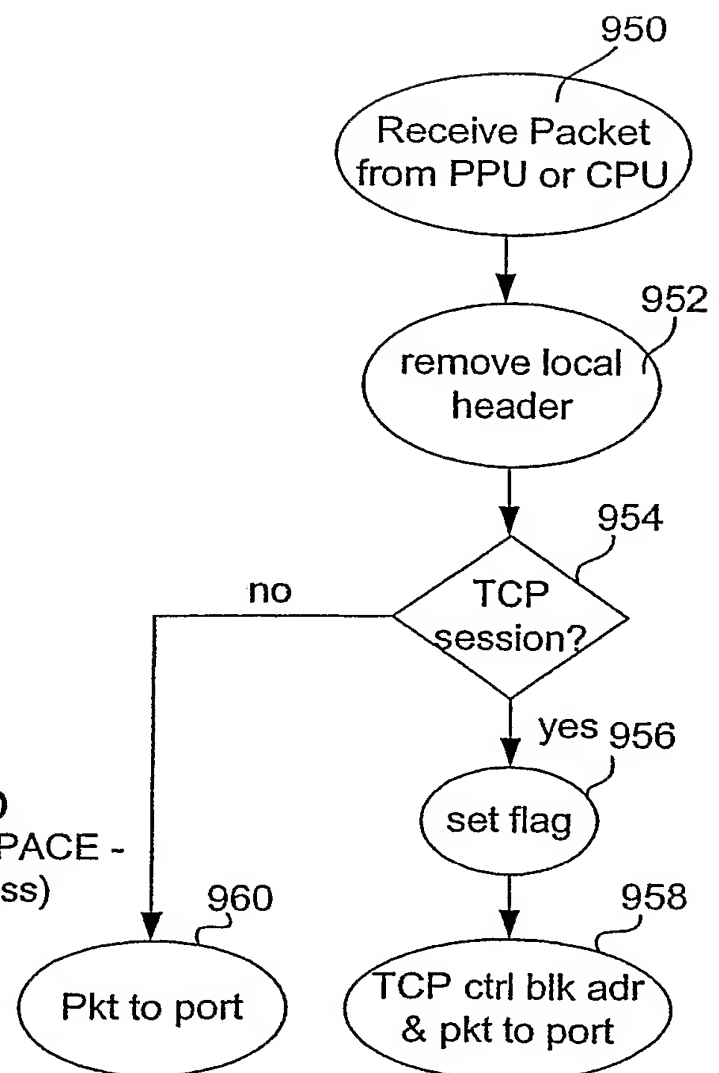 950
Receive Packet
from PPU or CPU
952
remove local
header
954
no
TCP
session?
yes
956
set flag
PACE -
ss)
960
958
Pkt to port
TCP ctrl blk adr
& pkt to port